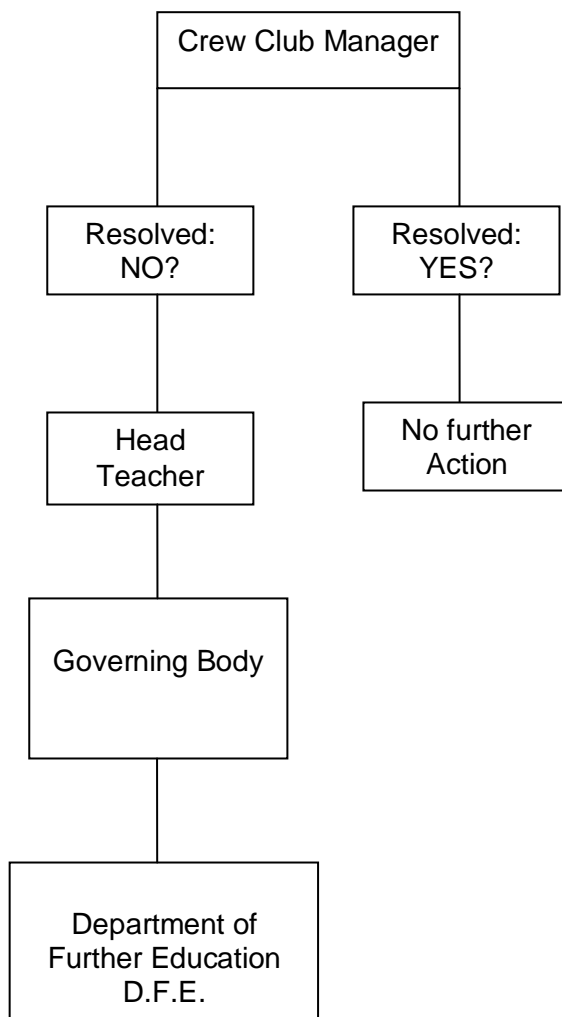 Crew Club Manager
Resolved:
NO?
Resolved:
YES?
Head
Teacher
No further
Action
Governing Body
Department of
Further Education
D.F.E.